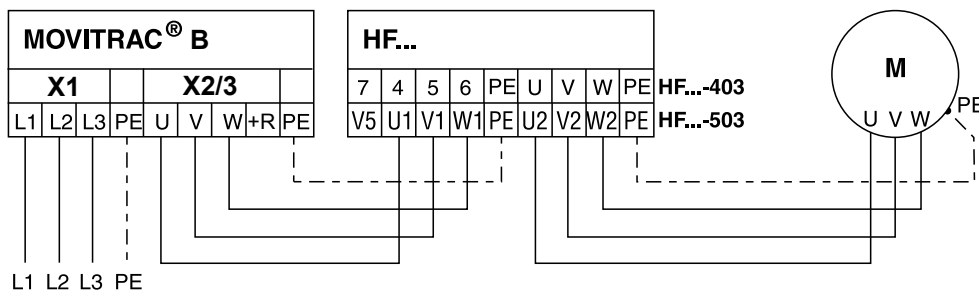 MOVITRAC® B
HF...
M
X1 X2/3
7 4 5 6 PE U V W PE HF...-403
L1 L2 L3 PE U V W +R PE
V5 U1 V1 W1 PE U2 V2 W2 PE HF...-503
U V W PE
L1 L2 L3 PE